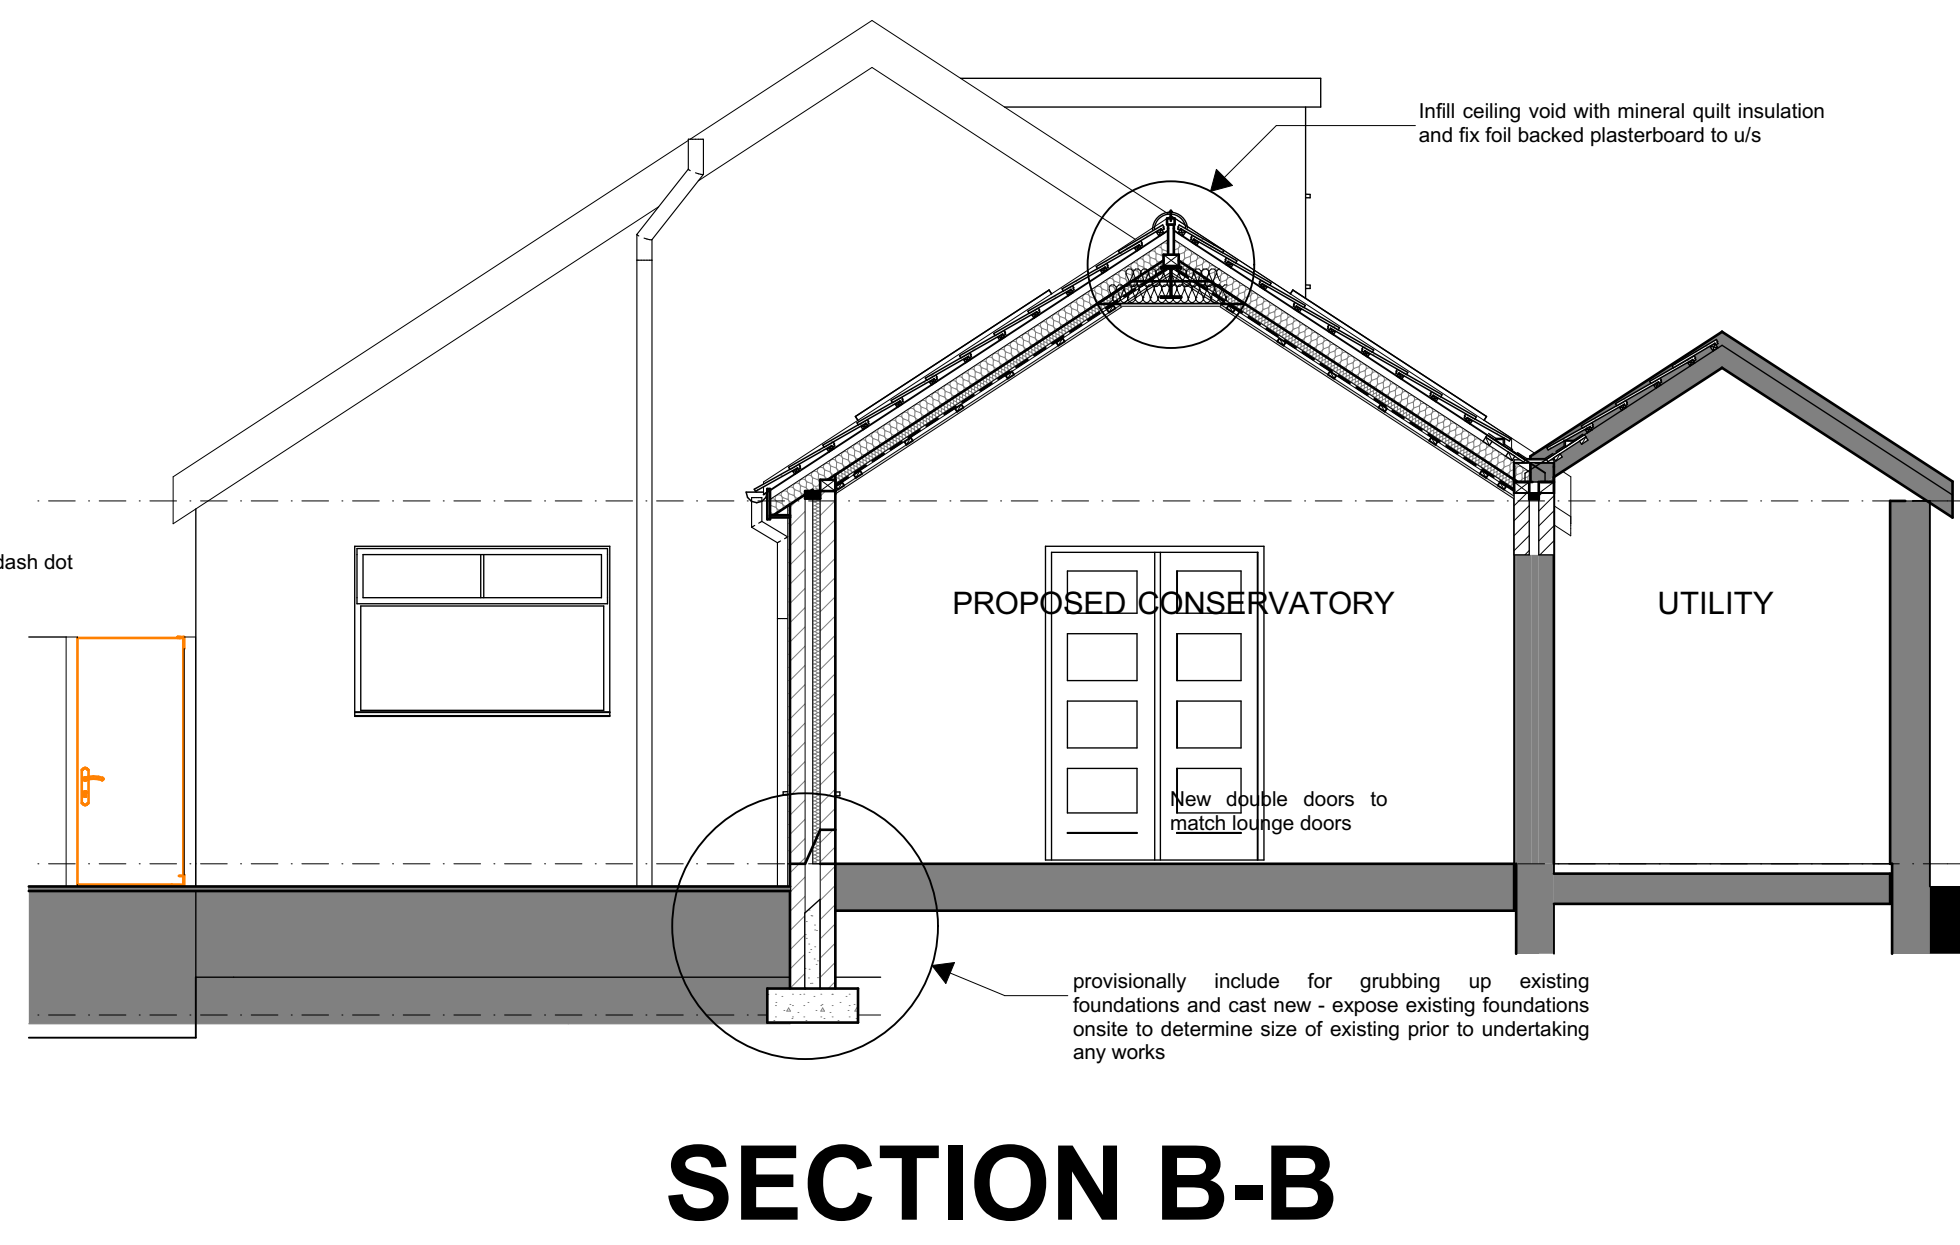 Infill ceiling void with mineral quilt insulation
and fix foil backed plasterboard to u/s
dash dot
PROPOSED CONSERVATORY
UTILITY
New double doors to
match lounge doors
provisionally include for grubbing up existing
foundations and cast new - expose existing foundations
onsite to determine size of existing prior to undertaking
any works
SECTION B-B